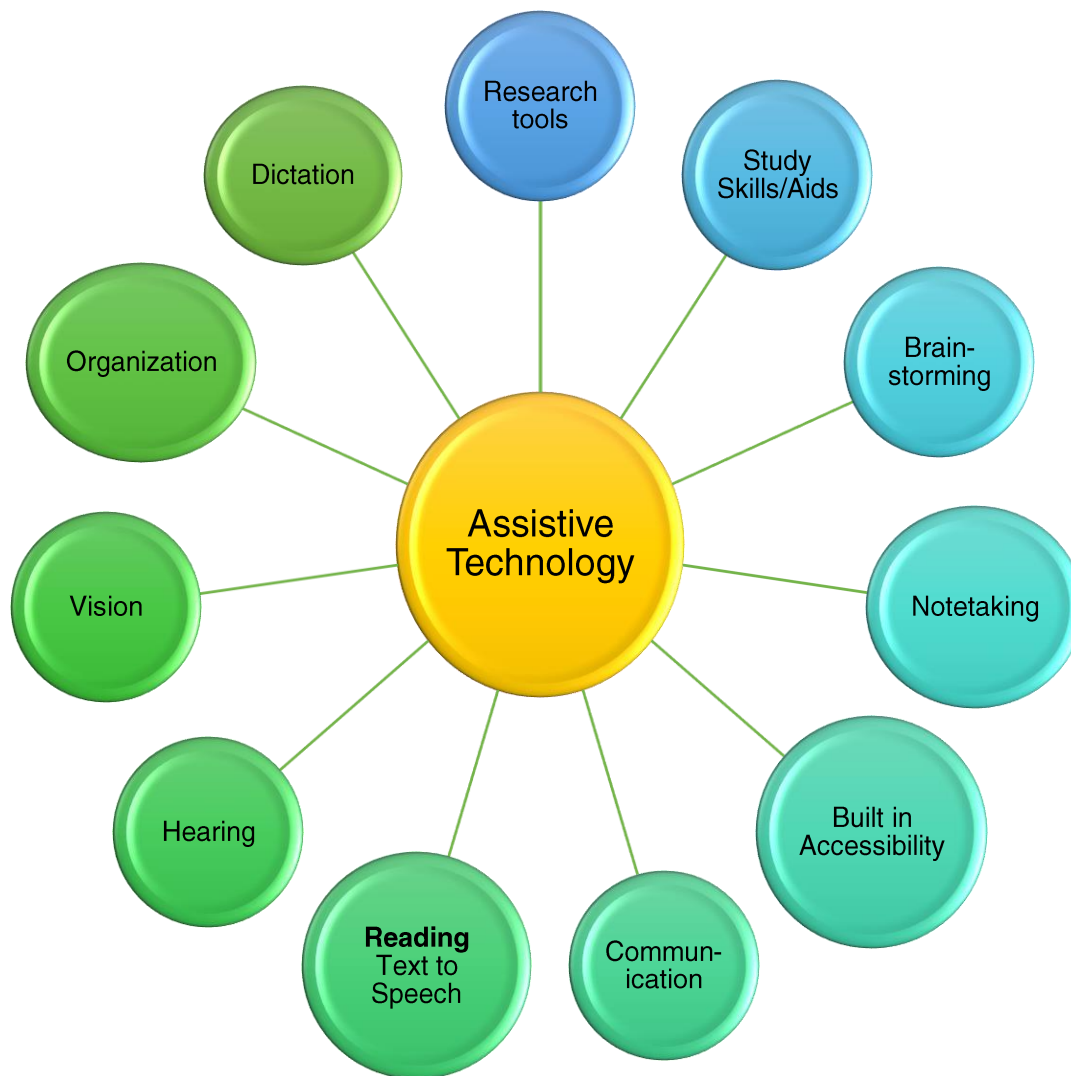 Research
tools
Study
Skills/Aids
Brain-
storming
Notetaking
Built in
Accessibility
Commun-
ication
Reading
Text to
Speech
Hearing
Vision
Organization
Dictation
Assistive
Technology